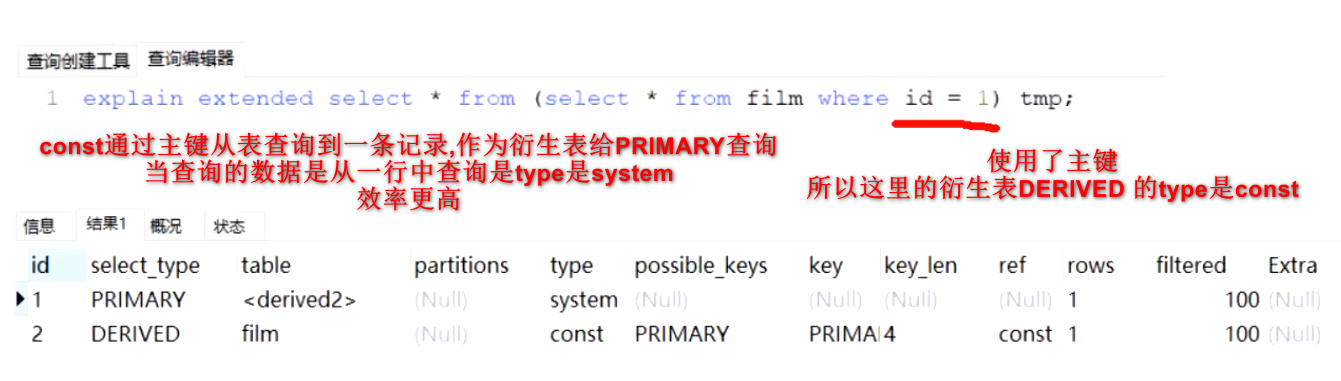 查询创建工具 查询编辑器
1 explain extended select * from (select * from film where id = 1) tmp;
const通过主键从表查询到一条记录,作为衍生表给PRIMARY查询
当查询的数据是从一行中查询是type是system
效率更高
使用了主键
所以这里的衍生表DERIVED 的type是const
信息 结果1 概况 状态
id select_type table partitions type possible_keys key key_len ref rows filtered Extra
1 PRIMARY <derived2> (Null) system (Null) (Null) (Null) (Null) 1 100 (Null)
2 DERIVED film (Null) const PRIMARY PRIMA 4 const 1 100 (Null)